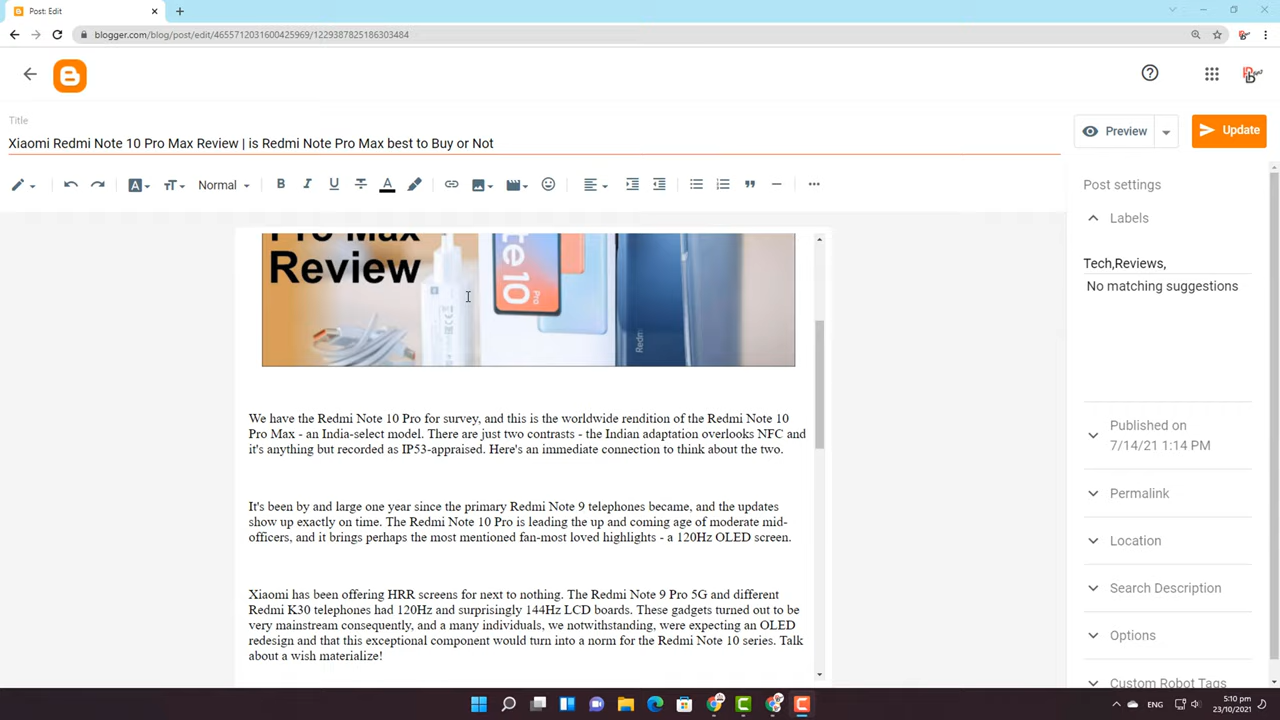 Post: Edit
blogger.com/blog/post/edit/4655712031600425969/1229387825186303484
Title
Xiaomi Redmi Note 10 Pro Max Review | is Redmi Note Pro Max best to Buy or Not
Preview
Update
Normal
Pro Max
Review
te 10
Pro
Redmi
Post settings
Labels
Tech,Reviews,
No matching suggestions
Published on
7/14/21 1:14 PM
Permalink
Location
Search Description
Options
Custom Robot Tags
We have the Redmi Note 10 Pro for survey, and this is the worldwide rendition of the Redmi Note 10
Pro Max - an India-select model. There are just two contrasts - the Indian adaptation overlooks NFC and
it's anything but recorded as IP53-appraised. Here's an immediate connection to think about the two.
It's been by and large one year since the primary Redmi Note 9 telephones became, and the updates
show up exactly on time. The Redmi Note 10 Pro is leading the up and coming age of moderate mid-
officers, and it brings perhaps the most mentioned fan-most loved highlights - a 120Hz OLED screen.
Xiaomi has been offering HRR screens for next to nothing. The Redmi Note 9 Pro 5G and different
Redmi K30 telephones had 120Hz and surprisingly 144Hz LCD boards. These gadgets turned out to be
very mainstream consequently, and a many individuals, we notwithstanding, were expecting an OLED
redesign and that this exceptional component would turn into a norm for the Redmi Note 10 series. Talk
about a wish materialize!
ENG
5:10 pm
23/10/2021